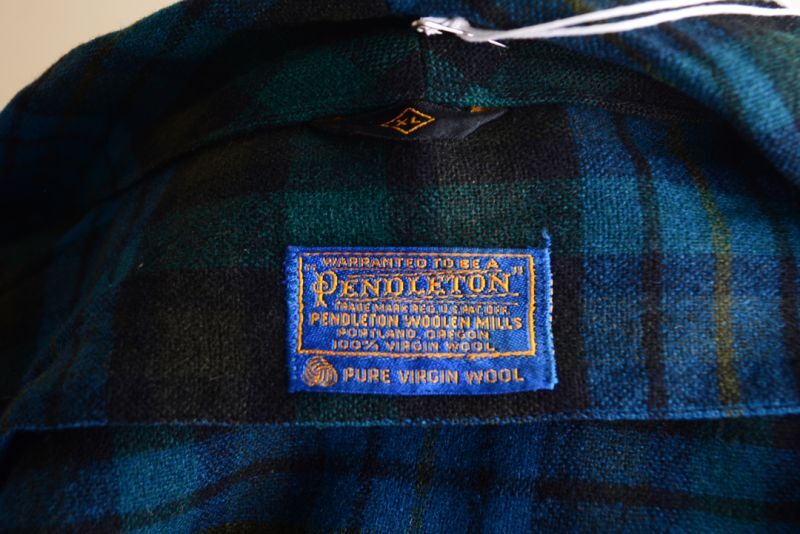 XL
"WARRANTED TO BE A
PENDLETON"
TRADE MARK REG. U.S. PAT. OFF.
PENDLETON WOOLEN MILLS
PORTLAND, OREGON
100% VIRGIN WOOL
PURE VIRGIN WOOL